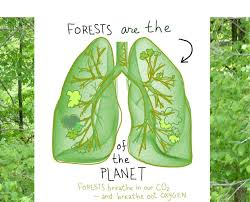 FORESTS are the
of
the
PLANET
FORESTS breathe in our CO₂
— and breathe out OXYGEN